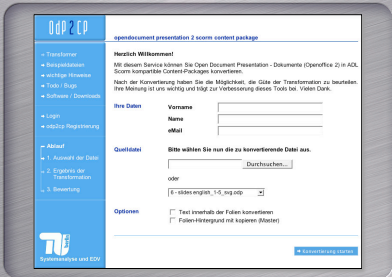 OdP2CP
opendocument presentation 2 scorm content package
Transformer
Beispieldateien
wichtige Hinweise
Todo / Bugs
Software / Downloads
Login
odp2cp Registrierung
Ablauf
1. Auswahl der Datei
2. Ergebnis der
Transformation
3. Bewertung
Systemanalyse und EDV
Herzlich Willkommen!
Mit diesem Service können Sie Open Document Presentation - Dokumente (Openoffice 2) in ADL
Scorm kompartible Content-Packages konvertieren.
Nach der Konvertierung haben Sie die Möglichkeit, die Güte der Transformation zu beurteilen.
Ihre Meinung ist uns wichtig und trägt zur Verbesserung dieses Tools bei. Vielen Dank.
Ihre Daten
Vorname
Name
eMail
Quelldatei
Bitte wählen Sie nun die zu konvertierende Datei aus.
Durchsuchen...
oder
6 - slides english_1-5_svg.odp
Optionen
Text innerhalb der Folien konvertieren
Folien-Hintergrund mit kopieren (Master)
Konvertierung starten